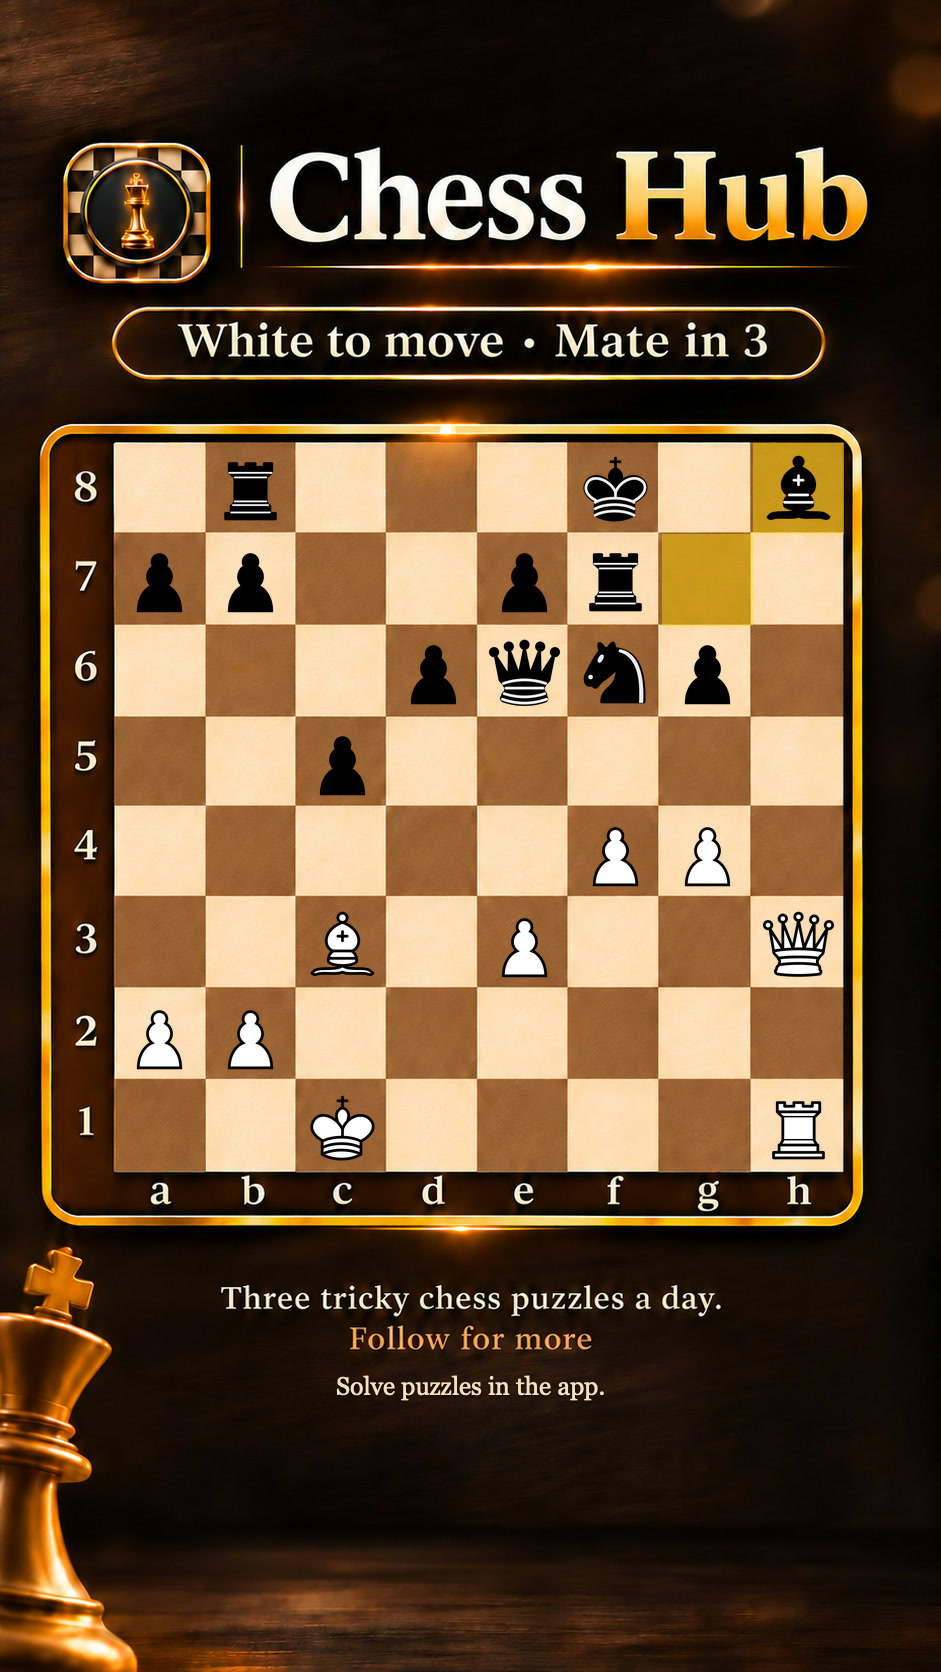 Chess Hub
White to move • Mate in 3
8
7
6
5
4
3
2
1
a b c d e f g h
Three tricky chess puzzles a day.
Follow for more
Solve puzzles in the app.